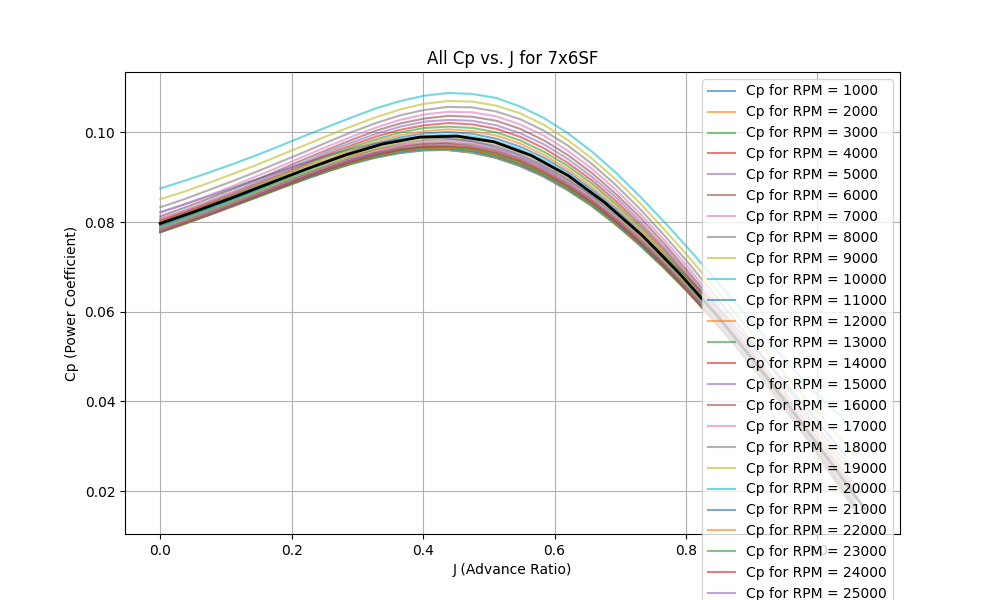 All Cp vs. J for 7x6SF
Cp (Power Coefficient)
0.10
0.08
0.06
0.04
0.02
0.0
0.2
0.4
0.6
0.8
J (Advance Ratio)
Cp for RPM = 1000
Cp for RPM = 2000
Cp for RPM = 3000
Cp for RPM = 4000
Cp for RPM = 5000
Cp for RPM = 6000
Cp for RPM = 7000
Cp for RPM = 8000
Cp for RPM = 9000
Cp for RPM = 10000
Cp for RPM = 11000
Cp for RPM = 12000
Cp for RPM = 13000
Cp for RPM = 14000
Cp for RPM = 15000
Cp for RPM = 16000
Cp for RPM = 17000
Cp for RPM = 18000
Cp for RPM = 19000
Cp for RPM = 20000
Cp for RPM = 21000
Cp for RPM = 22000
Cp for RPM = 23000
Cp for RPM = 24000
Cp for RPM = 25000